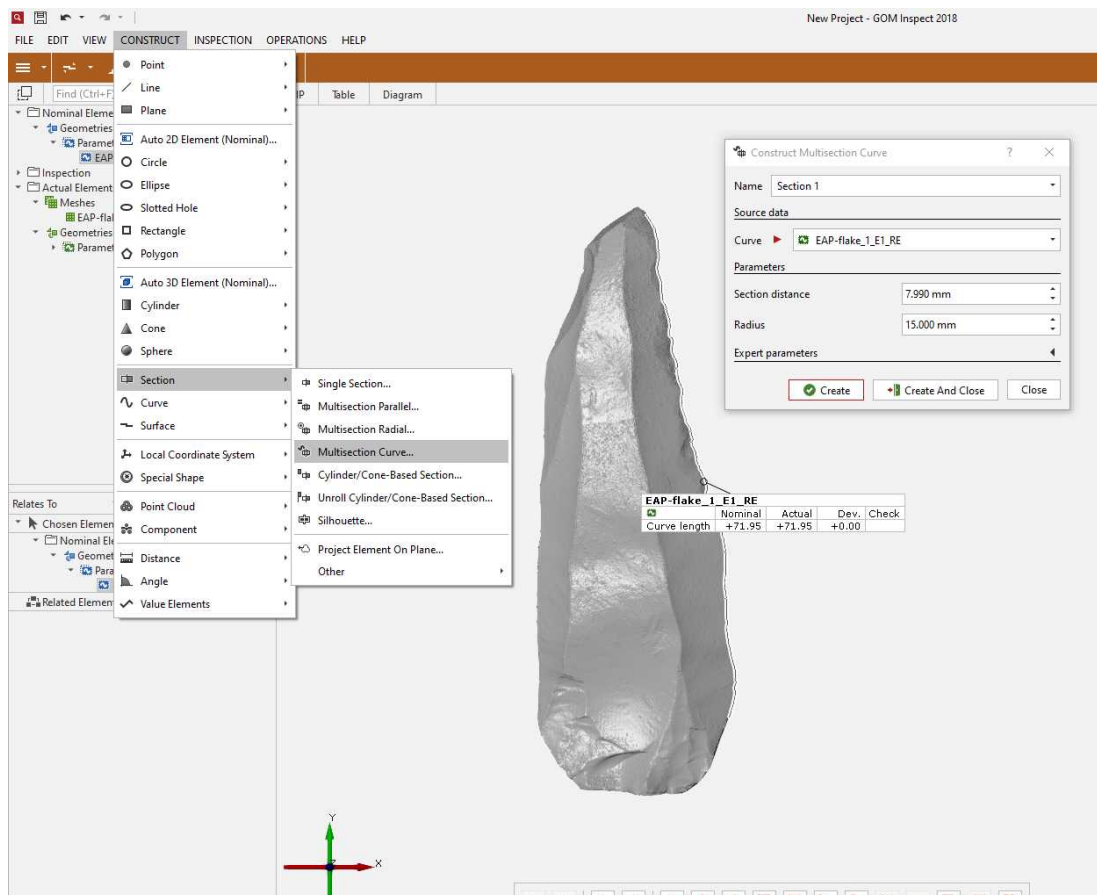 New Project - GOM Inspect 2018
FILE EDIT VIEW CONSTRUCT INSPECTION OPERATIONS HELP
Find (Ctrl+F)
Table Diagram
Nominal Eleme
Geometries
Paramet
EAP
Inspection
Actual Element
Meshes
EAP-fla
Geometries
Paramet
Relates To
Chosen Elemen
Nominal Ele
Geomet
Para
Related Elemen
Point
Line
Plane
Auto 2D Element (Nominal)...
Circle
Ellipse
Slotted Hole
Rectangle
Polygon
Auto 3D Element (Nominal)...
Cylinder
Cone
Sphere
Section
Curve
Surface
Local Coordinate System
Special Shape
Point Cloud
Component
Distance
Angle
Value Elements
Single Section...
Multisection Parallel...
Multisection Radial...
Multisection Curve...
Cylinder/Cone-Based Section...
Unroll Cylinder/Cone-Based Section...
Silhouette...
Project Element On Plane...
Other
Construct Multisection Curve ?
Name Section 1
Source data
Curve EAP-flake_1_E1_RE
Parameters
Section distance 7.990 mm
Radius 15.000 mm
Expert parameters
Create Create And Close Close
EAP-flake_1_E1_RE
Nominal Actual Dev. Check
Curve length +71.95 +71.95 +0.00
Y
X